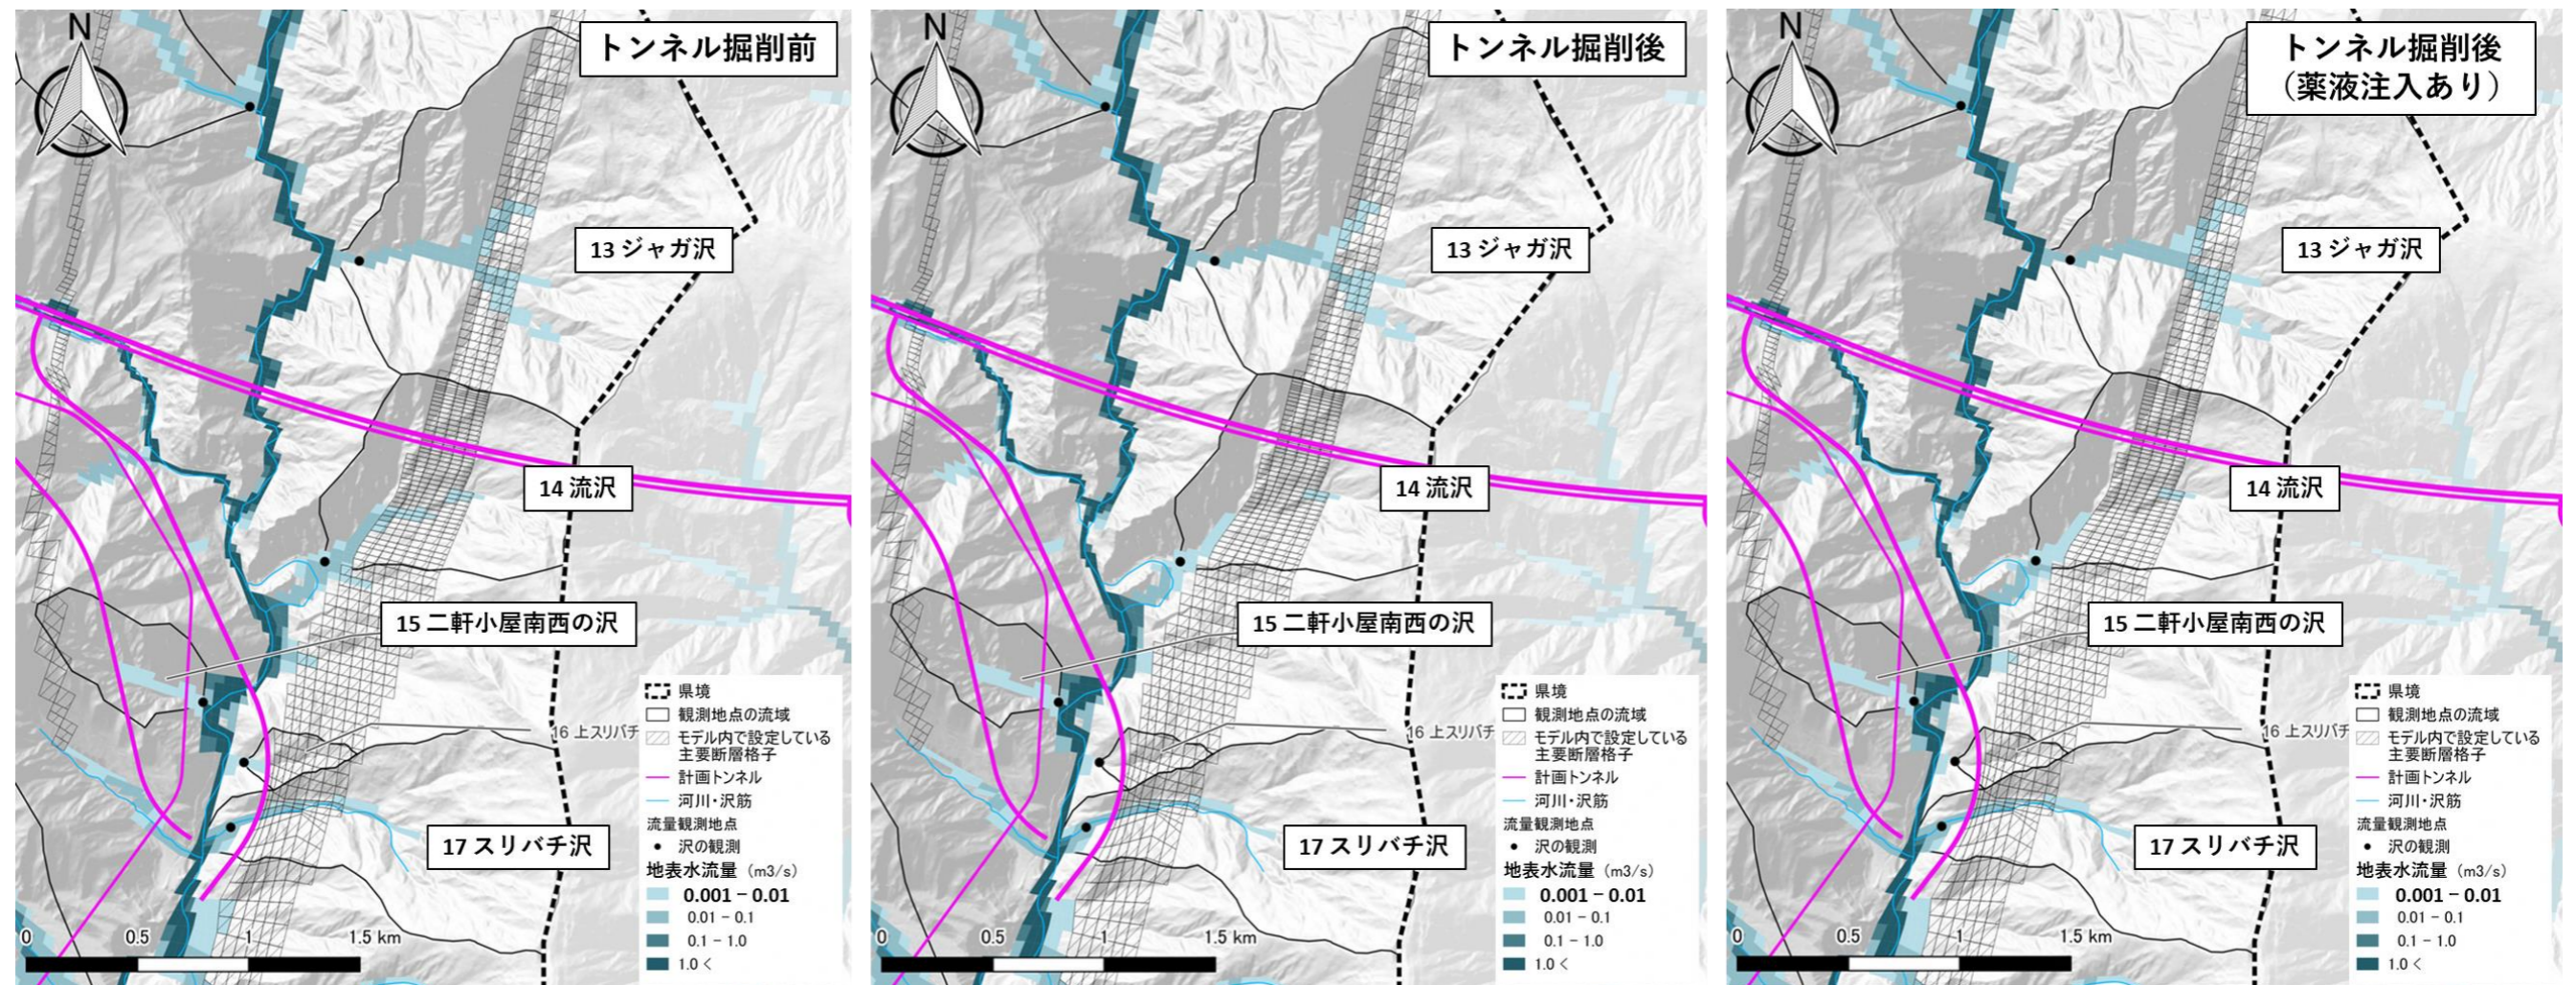 N
トンネル掘削前
13 ジャガ沢
14 流沢
15 二軒小屋南西の沢
16 上スリバチ
17 スリバチ沢
県境
観測地点の流域
モデル内で設定している
主要断層格子
計画トンネル
河川・沢筋
流量観測地点
沢の観測
地表水流量 (m3/s)
0.001 − 0.01
0.01 − 0.1
0.1 − 1.0
1.0 <
0 0.5 1 1.5 km
N
トンネル掘削後
13 ジャガ沢
14 流沢
15 二軒小屋南西の沢
16 上スリバチ
17 スリバチ沢
県境
観測地点の流域
モデル内で設定している
主要断層格子
計画トンネル
河川・沢筋
流量観測地点
沢の観測
地表水流量 (m3/s)
0.001 − 0.01
0.01 − 0.1
0.1 − 1.0
1.0 <
0 0.5 1 1.5 km
N
トンネル掘削後
（薬液注入あり）
13 ジャガ沢
14 流沢
15 二軒小屋南西の沢
16 上スリバチ
17 スリバチ沢
県境
観測地点の流域
モデル内で設定している
主要断層格子
計画トンネル
河川・沢筋
流量観測地点
沢の観測
地表水流量 (m3/s)
0.001 − 0.01
0.01 − 0.1
0.1 − 1.0
1.0 <
0 0.5 1 1.5 km